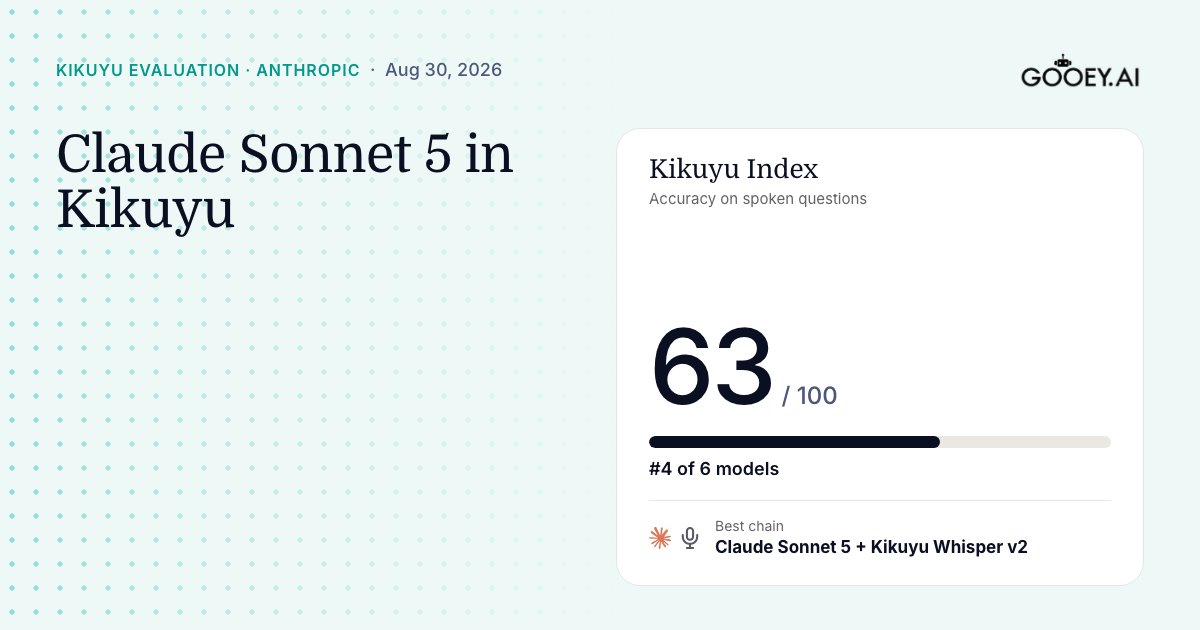 KIKUYU EVALUATION · ANTHROPIC · Aug 30, 2026
GOOEY.AI
Claude Sonnet 5 in
Kikuyu
Kikuyu Index
Accuracy on spoken questions
63 / 100
#4 of 6 models
Best chain
Claude Sonnet 5 + Kikuyu Whisper v2